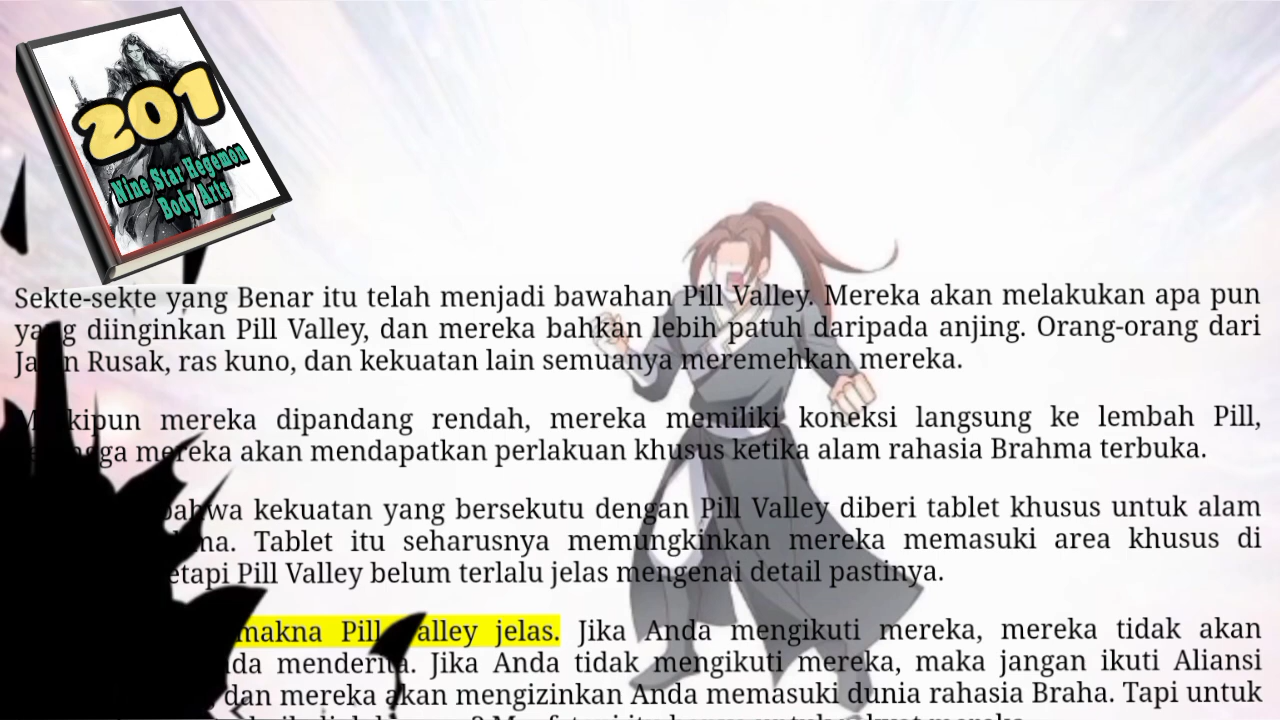 201
Nine Star Hegemon
Body Arts
Sekte-sekte yang Benar itu telah menjadi bawahan Pill Valley. Mereka akan melakukan apa pun
yang diinginkan Pill Valley, dan mereka bahkan lebih patuh daripada anjing. Orang-orang dari
Jalan Rusak, ras kuno, dan kekuatan lain semuanya meremehkan mereka.
Meskipun mereka dipandang rendah, mereka memiliki koneksi langsung ke lembah Pill,
sehingga mereka akan mendapatkan perlakuan khusus ketika alam rahasia Brahma terbuka.
bahwa kekuatan yang bersekutu dengan Pill Valley diberi tablet khusus untuk alam
Tablet itu seharusnya memungkinkan mereka memasuki area khusus di
tetapi Pill Valley belum terlalu jelas mengenai detail pastinya.
makna Pill Valley jelas. Jika Anda mengikuti mereka, mereka tidak akan
menderita. Jika Anda tidak mengikuti mereka, maka jangan ikuti Aliansi
dan mereka akan mengizinkan Anda memasuki dunia rahasia Braha. Tapi untuk